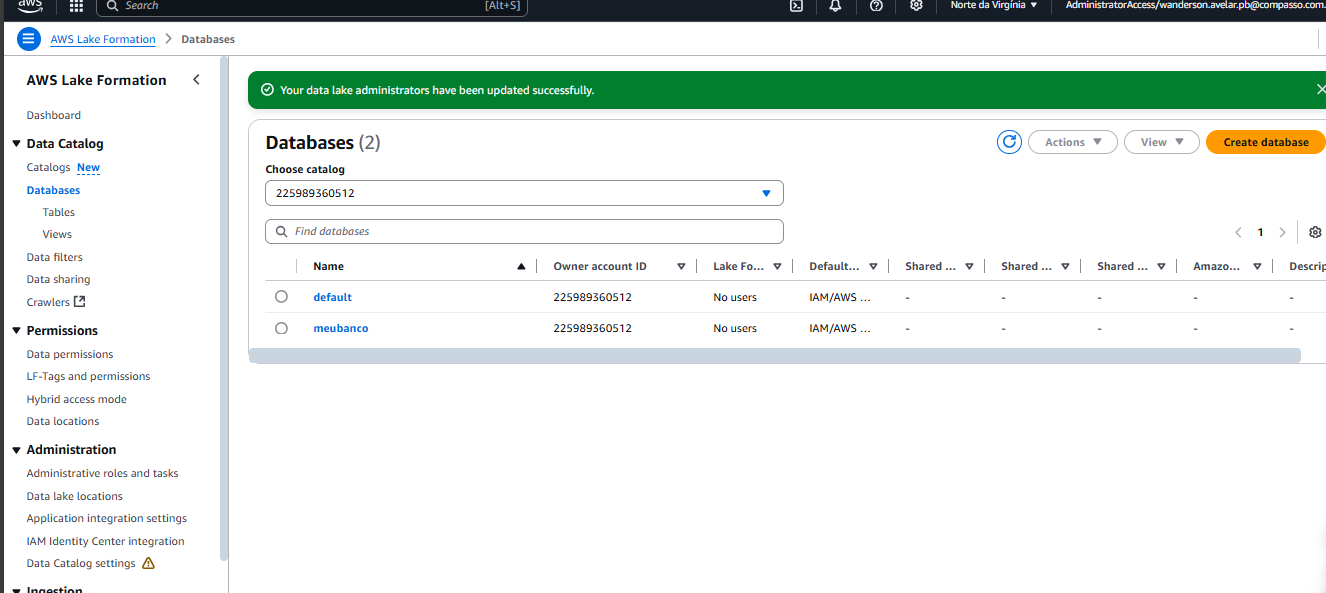 aws
Search [Alt+S] Norte da Virgínia AdministratorAccess/wanderson.avelar.pb@compasso.com.
AWS Lake Formation > Databases
AWS Lake Formation
Dashboard
Data Catalog
Catalogs New
Databases
Tables
Views
Data filters
Data sharing
Crawlers
Permissions
Data permissions
LF-Tags and permissions
Hybrid access mode
Data locations
Administration
Administrative roles and tasks
Data lake locations
Application integration settings
IAM Identity Center integration
Data Catalog settings
Ingestion
Your data lake administrators have been updated successfully.
Databases (2)
Actions View Create database
Choose catalog
225989360512
Find databases
1
Name Owner account ID Lake Fo... Default... Shared ... Shared ... Shared ... Amazo... Descrip
default 225989360512 No users IAM/AWS ... - - - - -
meubanco 225989360512 No users IAM/AWS ... - - - - -